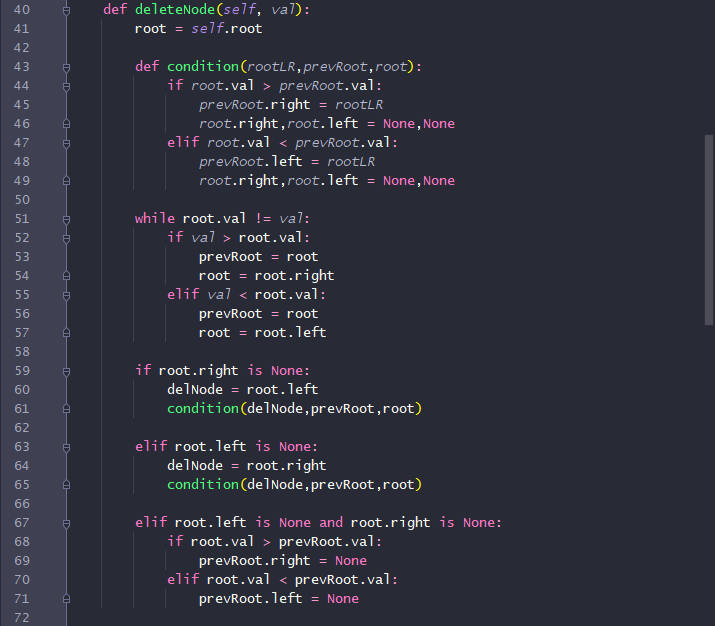 40 def deleteNode(self, val):
41 root = self.root
42
43 def condition(rootLR,prevRoot,root):
44 if root.val > prevRoot.val:
45 prevRoot.right = rootLR
46 root.right,root.left = None,None
47 elif root.val < prevRoot.val:
48 prevRoot.left = rootLR
49 root.right,root.left = None,None
50
51 while root.val != val:
52 if val > root.val:
53 prevRoot = root
54 root = root.right
55 elif val < root.val:
56 prevRoot = root
57 root = root.left
58
59 if root.right is None:
60 delNode = root.left
61 condition(delNode,prevRoot,root)
62
63 elif root.left is None:
64 delNode = root.right
65 condition(delNode,prevRoot,root)
66
67 elif root.left is None and root.right is None:
68 if root.val > prevRoot.val:
69 prevRoot.right = None
70 elif root.val < prevRoot.val:
71 prevRoot.left = None
72